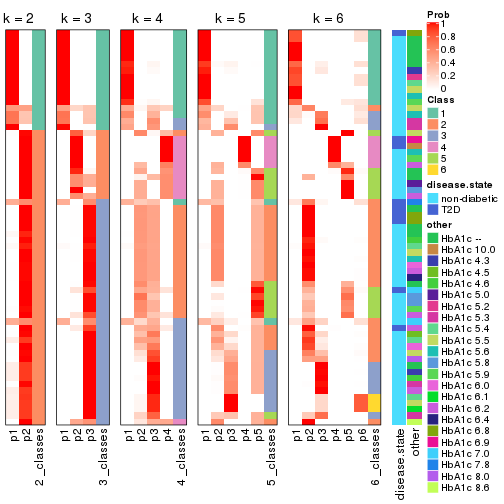 k = 2
k = 3
k = 4
k = 5
k = 6
p1
p2
2_classes
p1
p2
p3
3_classes
p1
p2
p3
p4
4_classes
p1
p2
p3
p4
p5
5_classes
p1
p2
p3
p4
p5
p6
6_classes
disease.state
other
Prob
1
0.8
0.6
0.4
0.2
0
Class
1
2
3
4
5
6
disease.state
non-diabetic
T2D
other
HbA1c --
HbA1c 10.0
HbA1c 4.3
HbA1c 4.5
HbA1c 4.6
HbA1c 5.0
HbA1c 5.2
HbA1c 5.3
HbA1c 5.4
HbA1c 5.5
HbA1c 5.6
HbA1c 5.8
HbA1c 5.9
HbA1c 6.0
HbA1c 6.1
HbA1c 6.2
HbA1c 6.4
HbA1c 6.8
HbA1c 6.9
HbA1c 7.0
HbA1c 7.8
HbA1c 8.0
HbA1c 8.6